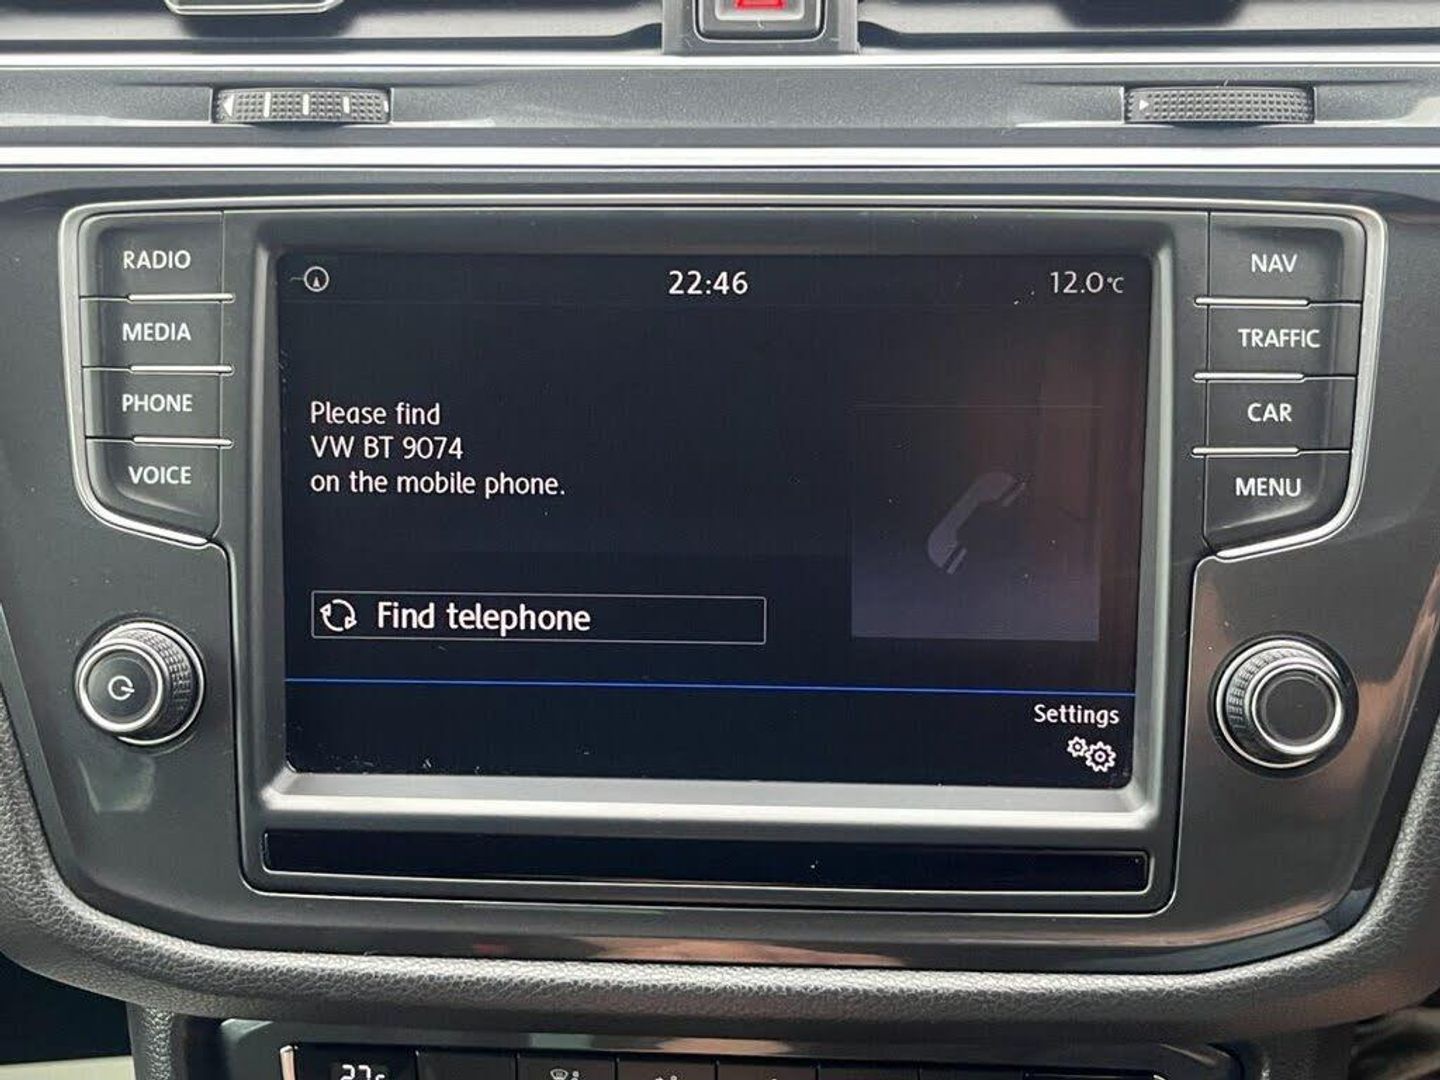 RADIO
MEDIA
PHONE
VOICE
22:46
12.0°C
Please find
VW BT 9074
on the mobile phone.
Find telephone
Settings
NAV
TRAFFIC
CAR
MENU